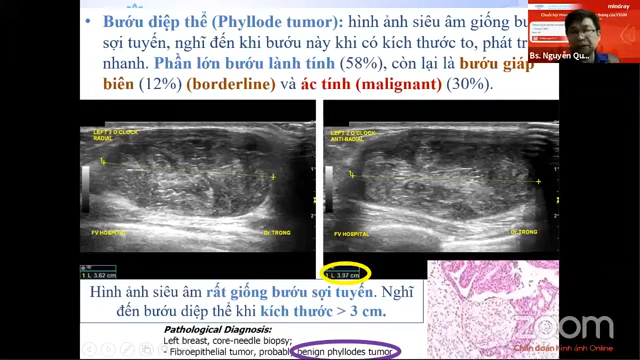 mindray
• Bướu diệp thể (Phyllode tumor): hình ảnh siêu âm giống
sợi tuyến, nghĩ đến khi bướu này khi có kích thước to, phát
nhanh. Phần lớn bướu lành tính (58%), còn lại là bướu giáp
biên (12%) (borderline) và ác tính (malignant) (30%).
Bs. Nguyễn Qu...
LEFT 2 O'CLOCK
RADIAL
FV HOSPITAL
Dr.TRONG
1 L 3.62 cm
LEFT 2 O'CLOCK
ANTI-RADIAL
FV HOSPITAL
Dr.TRONG
1 L 3.97 cm
Hình ảnh siêu âm rất giống bướu sợi tuyến. Nghĩ
đến bướu diệp thể khi kích thước > 3 cm.
Pathological Diagnosis:
Left breast, core-needle biopsy;
- Fibroepithelial tumor, probably benign phyllodes tumor
zoom
Chẩn đoán hình ảnh Online